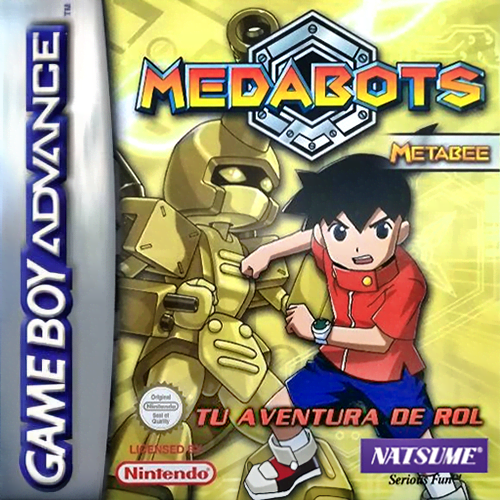 GAME BOY ADVANCE
MEDABOTS
METABEE
Original
Nintendo
Seal of
Quality
TU AVENTURA DE ROL
LICENSED BY
Nintendo
NATSUME
Serious Fun